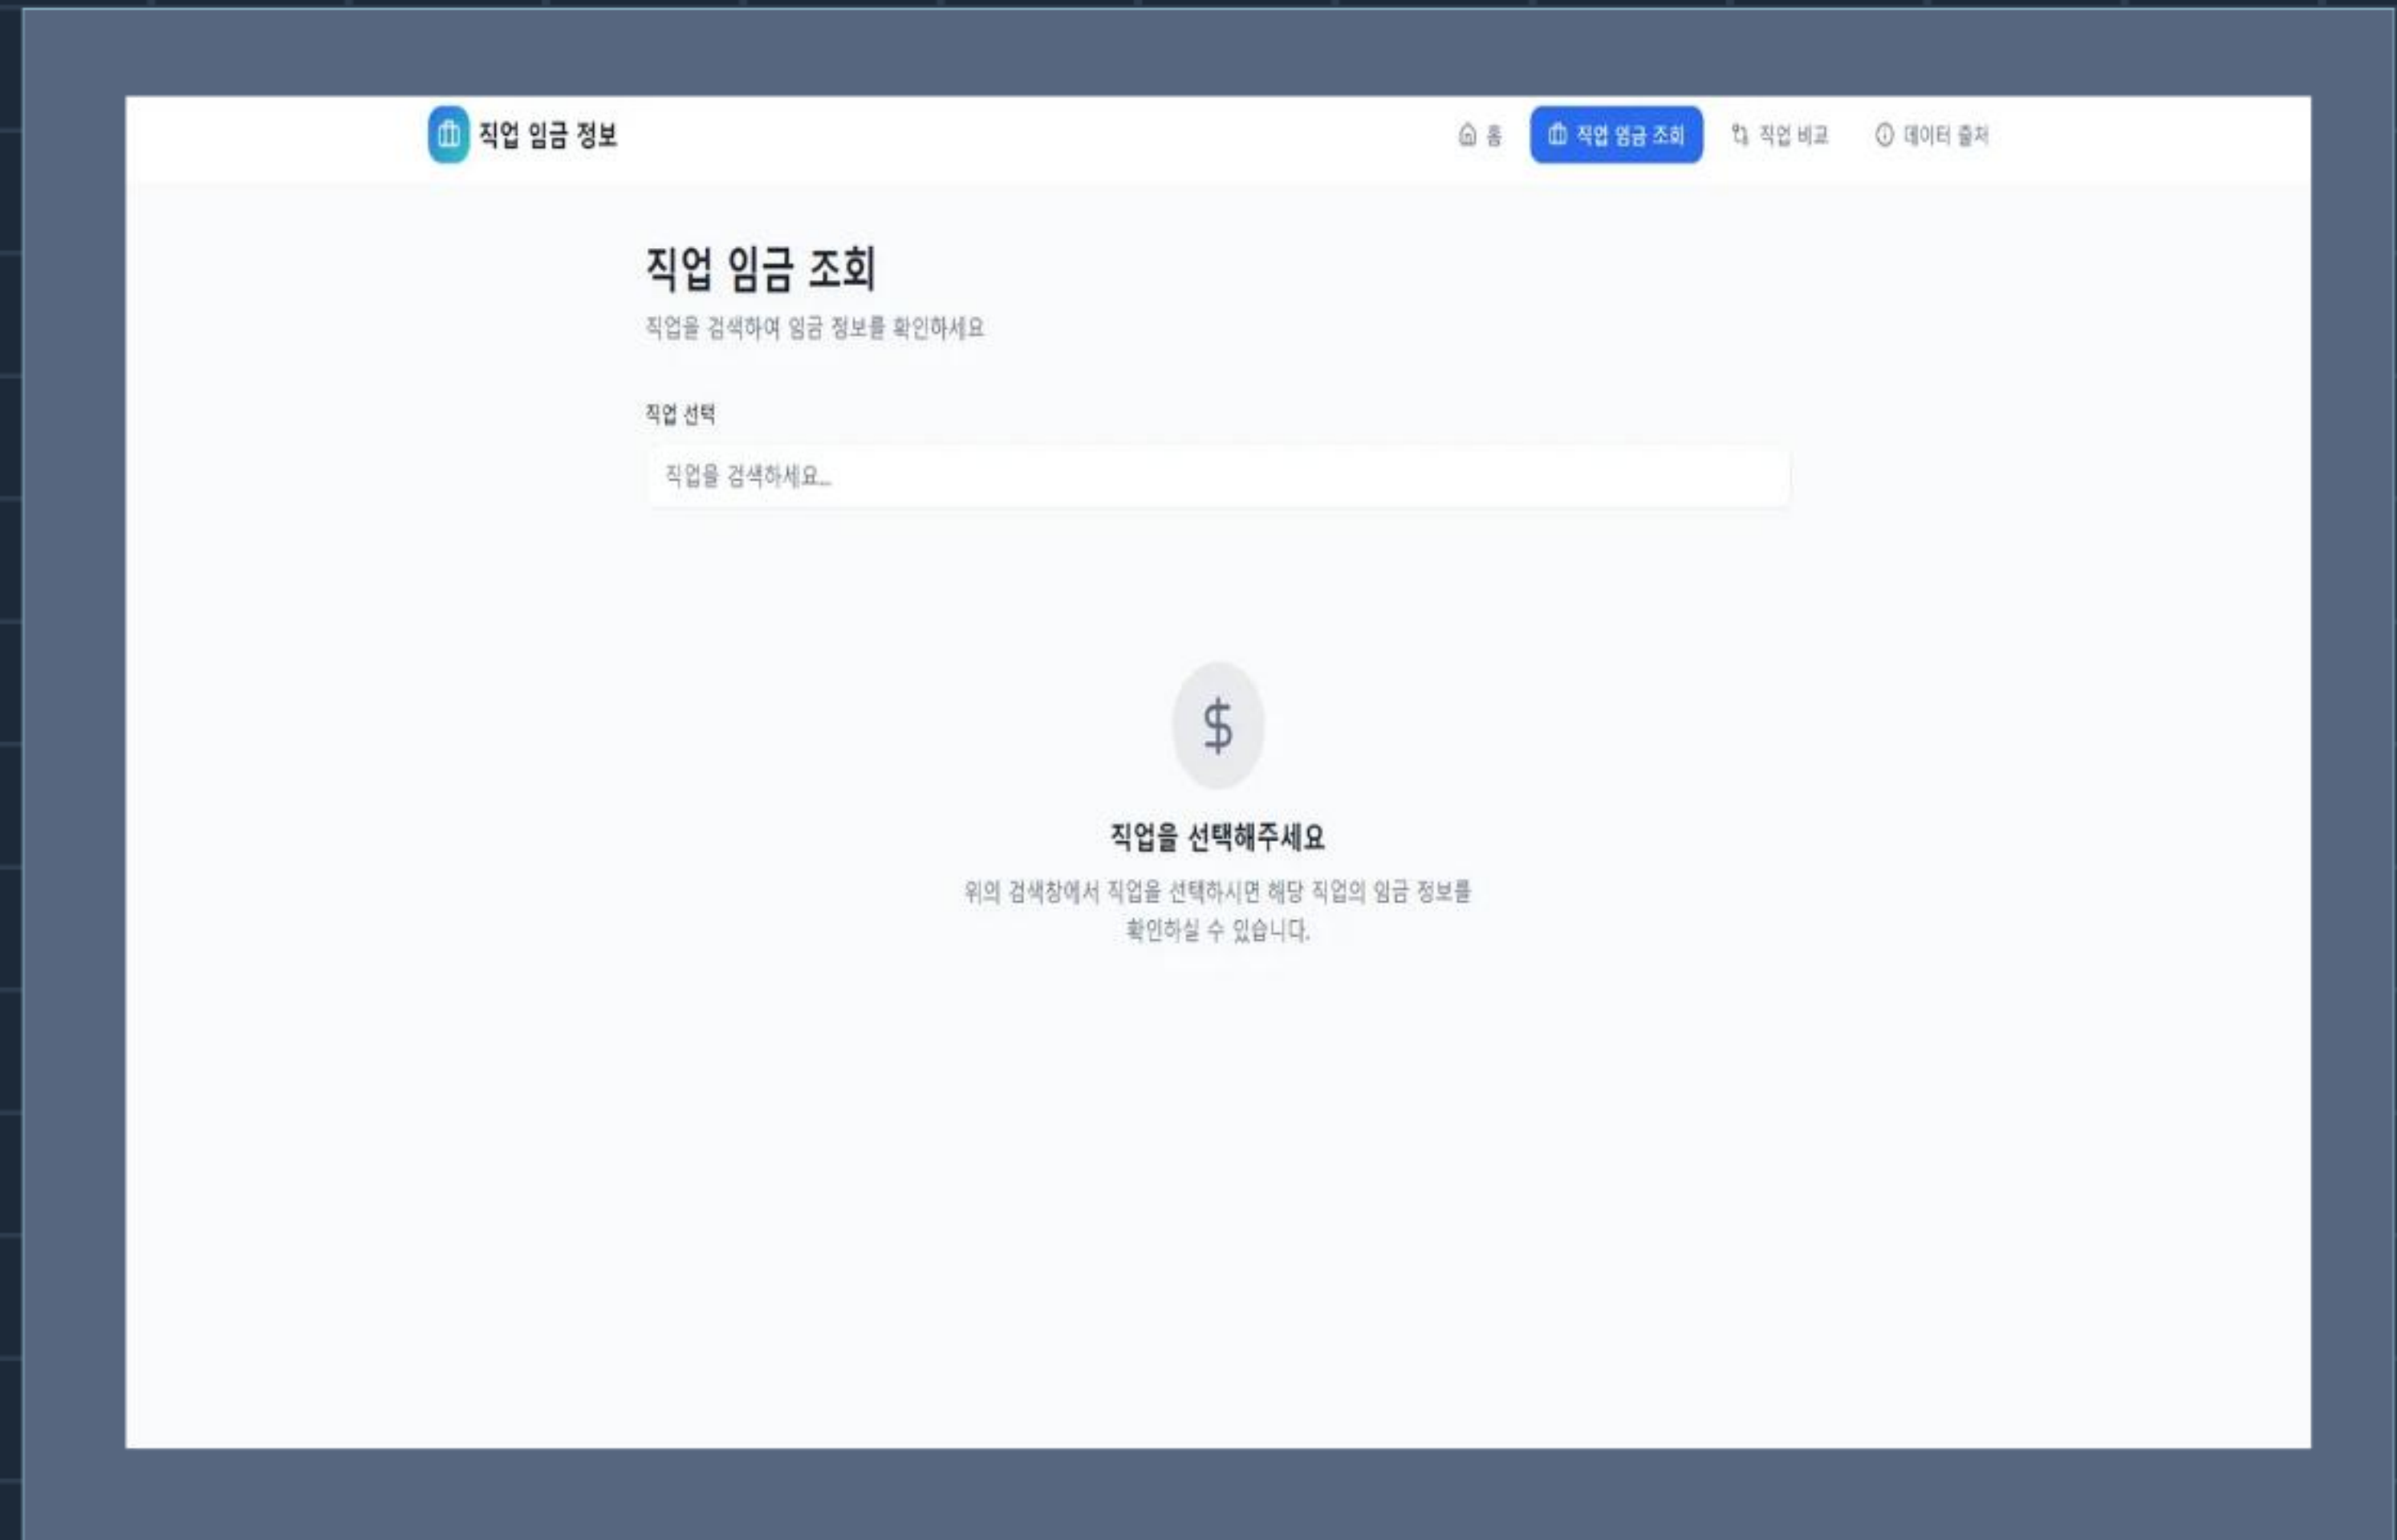 직업 임금 정보
홈
직업 임금 조회
직업 비교
데이터 출처
직업 임금 조회
직업을 검색하여 임금 정보를 확인하세요
직업 선택
직업을 검색하세요...
$
직업을 선택해주세요
위의 검색창에서 직업을 선택하시면 해당 직업의 임금 정보를
확인하실 수 있습니다.